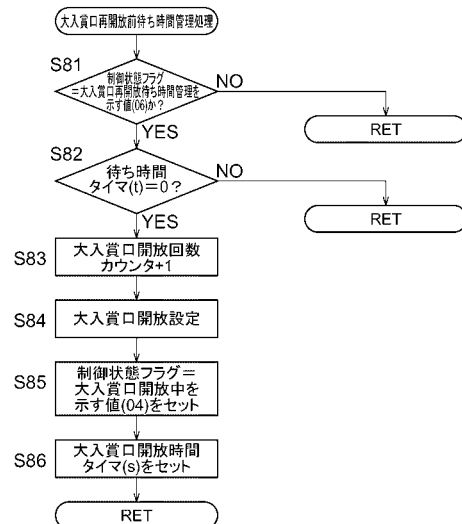 大入賞口再開放前待ち時間管理処理
S81
制御状態フラグ
=大入賞口再開放待ち時間管理を
示す値(06)か?
NO
RET
YES
S82
待ち時間
タイマ(t)=0?
NO
RET
YES
S83
大入賞口開放回数
カウンタ+1
S84
大入賞口開放設定
S85
制御状態フラグ=
大入賞口開放中を
示す値(04)をセット
S86
大入賞口開放時間
タイマ(s)をセット
RET